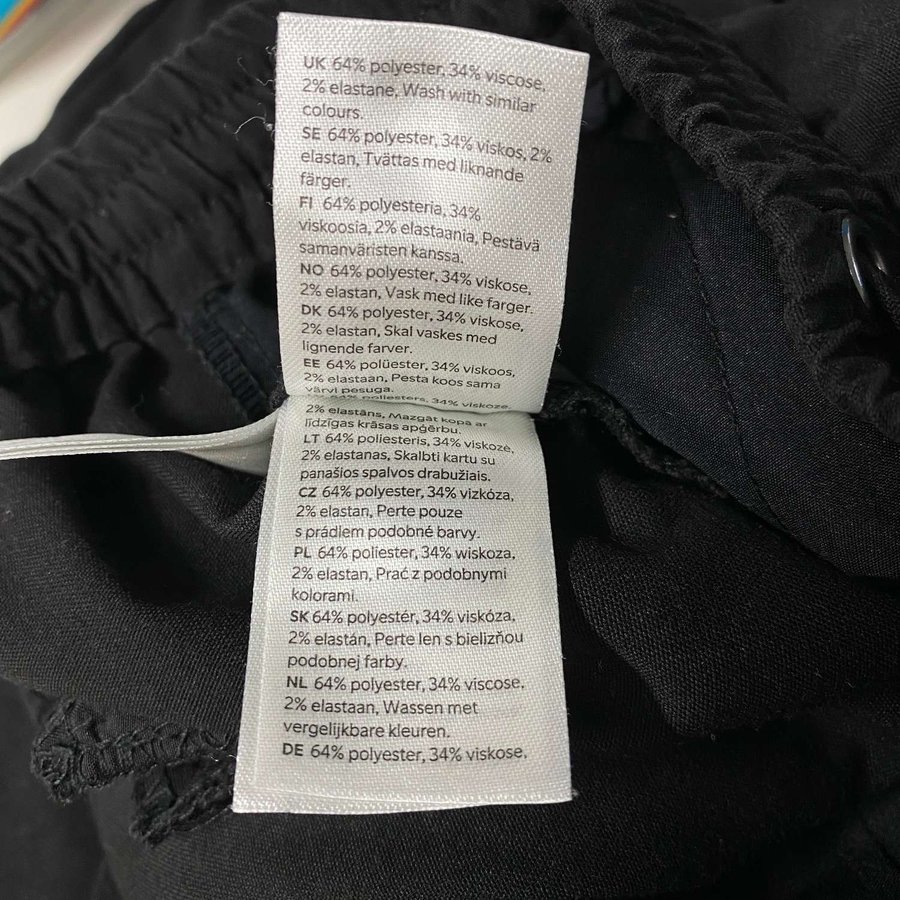 UK 64% polyester, 34% viscose,
2% elastane, Wash with similar
colours.
SE 64% polyester, 34% viskos, 2%
elastan, Tvättas med liknande
färger.
FI 64% polyesteria, 34%
viskoosia, 2% elastaania, Pestävä
samanväristen kanssa.
NO 64% polyester, 34% viskose,
2% elastan, Vask med like farger.
DK 64% polyester, 34% viskose,
2% elastan, Skal vaskes med
lignende farver.
EE 64% polüester, 34% viskoos,
2% elastaan, Pesta koos sama
värvi pesuga.
64% poliesters, 34% viskoze,
2% elastāns, Mazgāt kopā ar
līdzīgas krāsas apģērbu.
LT 64% poliesteris, 34% viskozė,
2% elastanas, Skalbti kartu su
panašios spalvos drabužiais.
CZ 64% polyester, 34% vizkóza,
2% elastan, Perte pouze
s prádlem podobné barvy.
PL 64% poliester, 34% wiskoza,
2% elastan, Prać z podobnymi
kolorami.
SK 64% polyestér, 34% viskóza,
2% elastán, Perte len s bielizňou
podobnej farby.
NL 64% polyester, 34% viscose,
2% elastaan, Wassen met
vergelijkbare kleuren.
DE 64% polyester, 34% viskose,